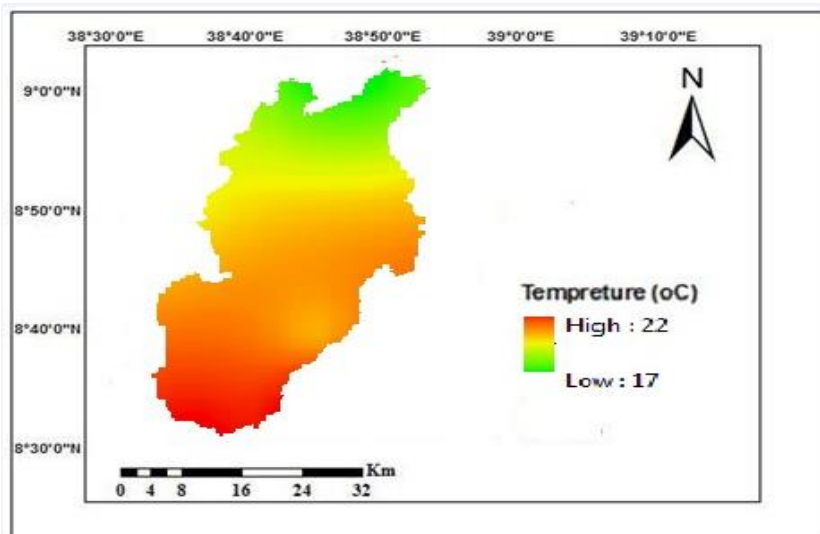 38°30'0"E 38°40'0"E 38°50'0"E 39°0'0"E 39°10'0"E
9°0'0"N
8°50'0"N
8°40'0"N
8°30'0"N
N
Tempreture (oC)
High : 22
Low : 17
Km
0 4 8 16 24 32